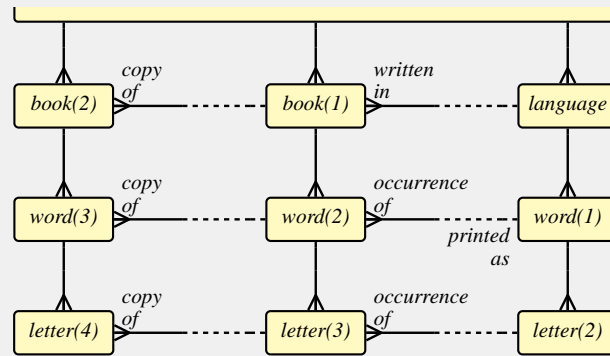 copy
of
written
in
book(2)
book(1)
language
copy
of
occurrence
of
word(3)
word(2)
word(1)
printed
as
copy
of
occurrence
of
letter(4)
letter(3)
letter(2)